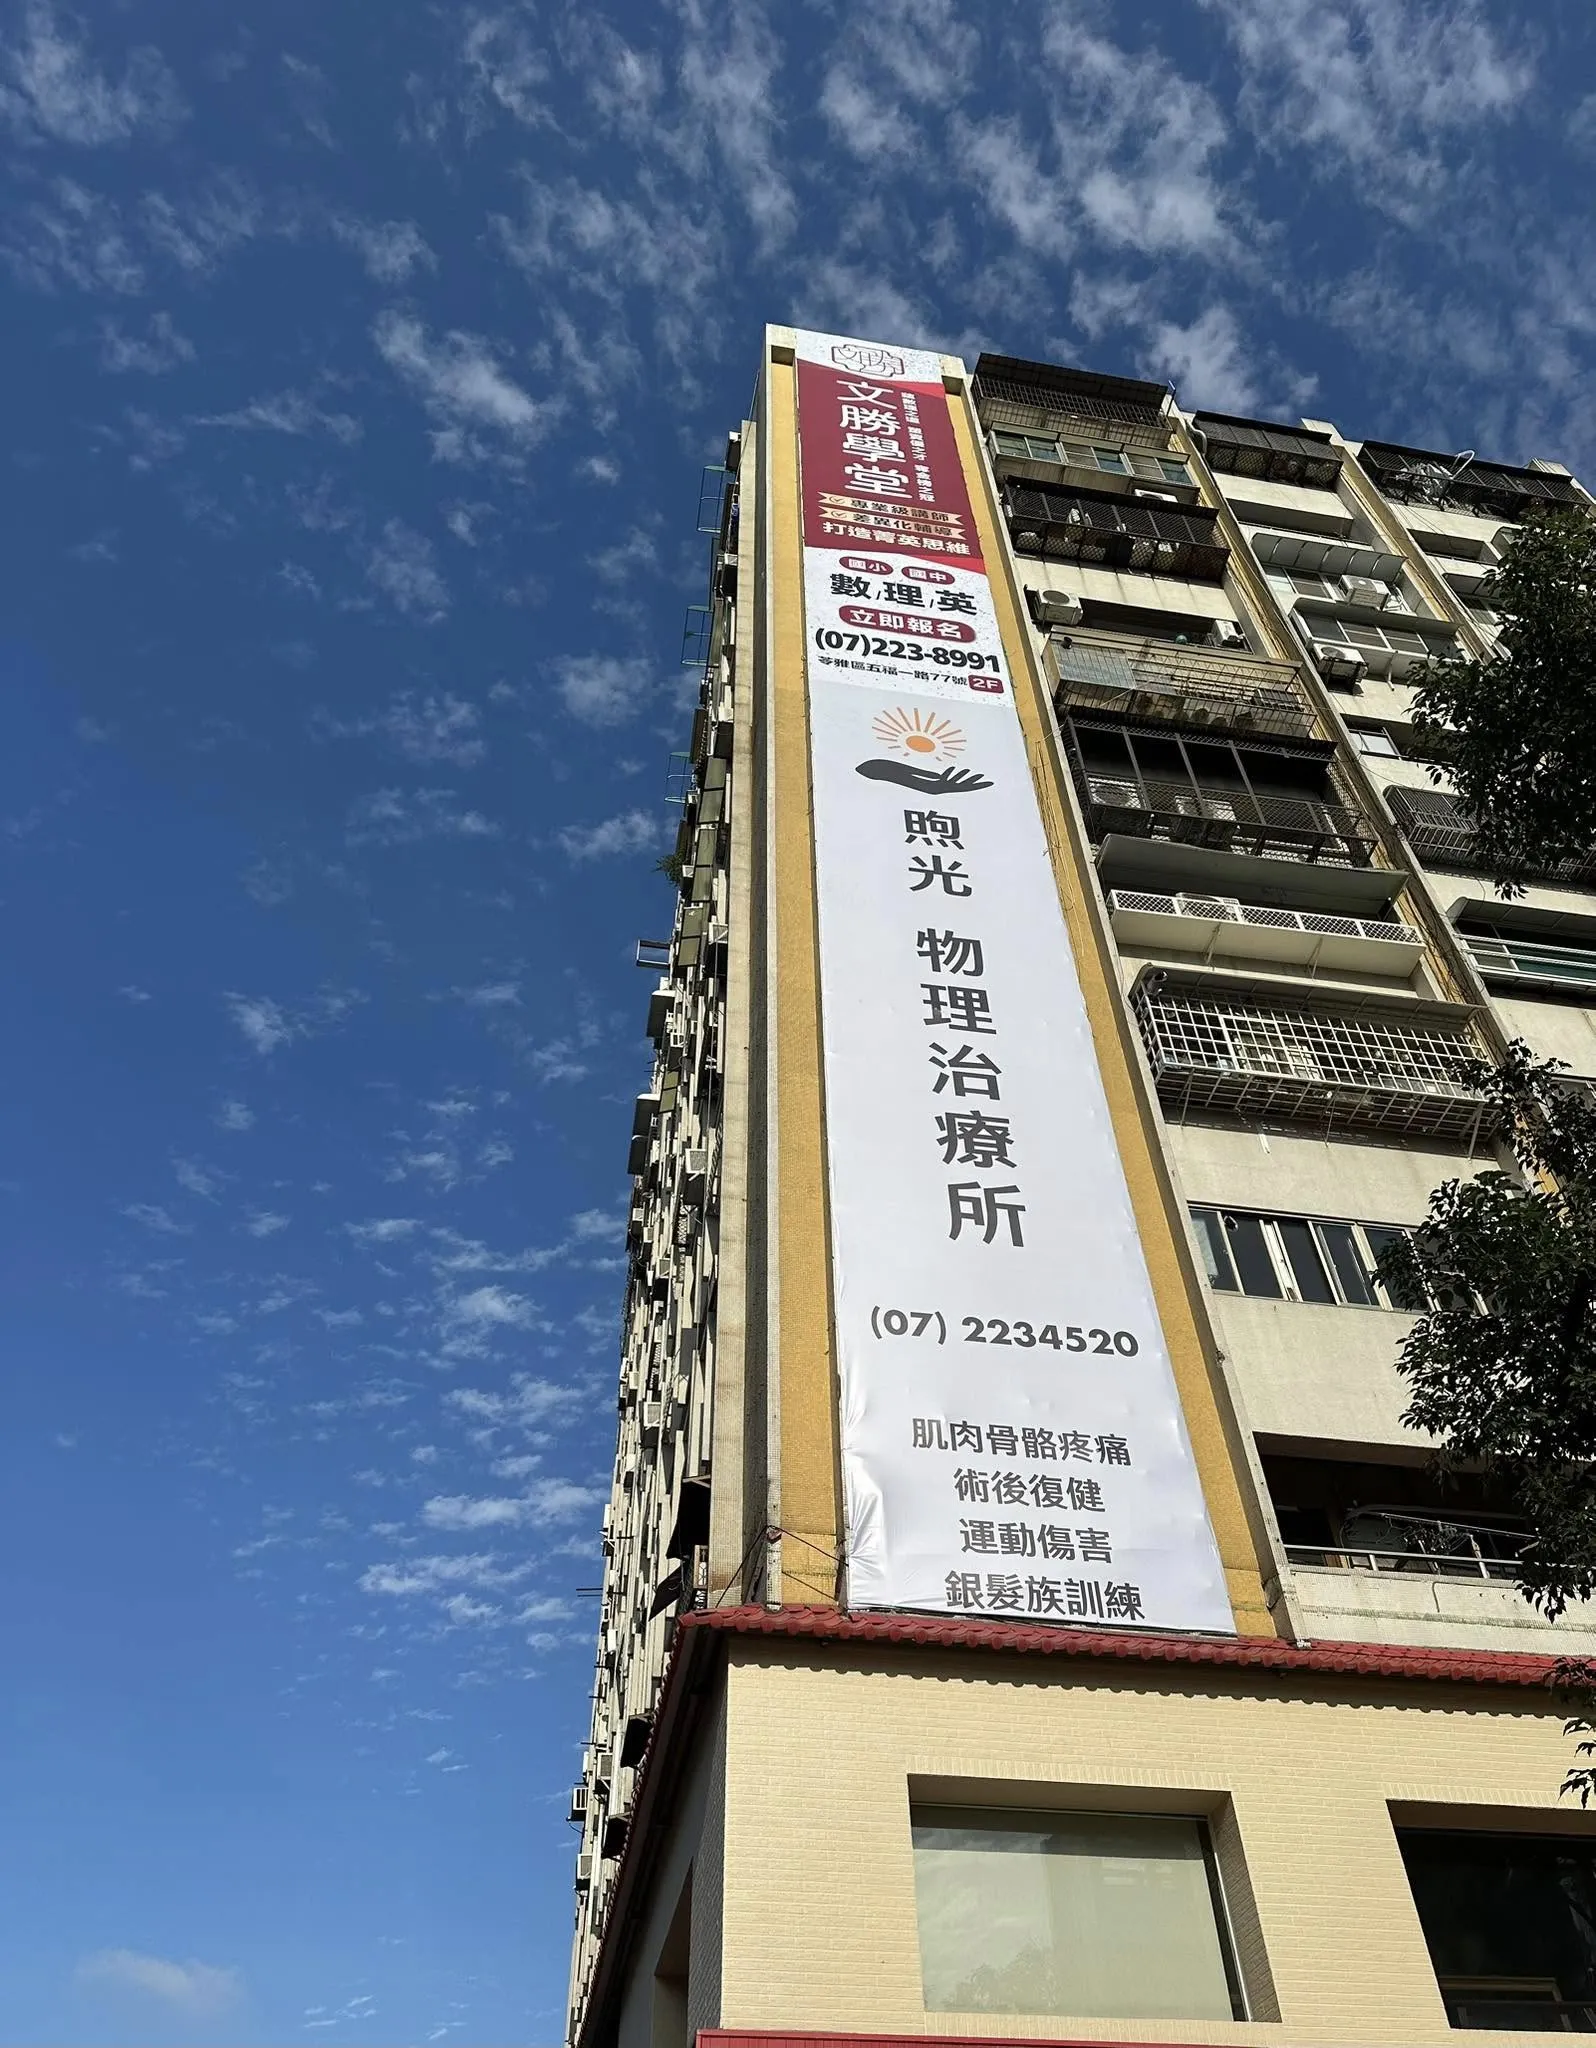 文勝學堂
專業級講師
差異化輔導
打造菁英思維
國小 國中
數/理/英
立即報名
(07)223-8991
苓雅區五福一路77號 2F
煦光 物理治療所
(07) 2234520
肌肉骨骼疼痛
術後復健
運動傷害
銀髮族訓練